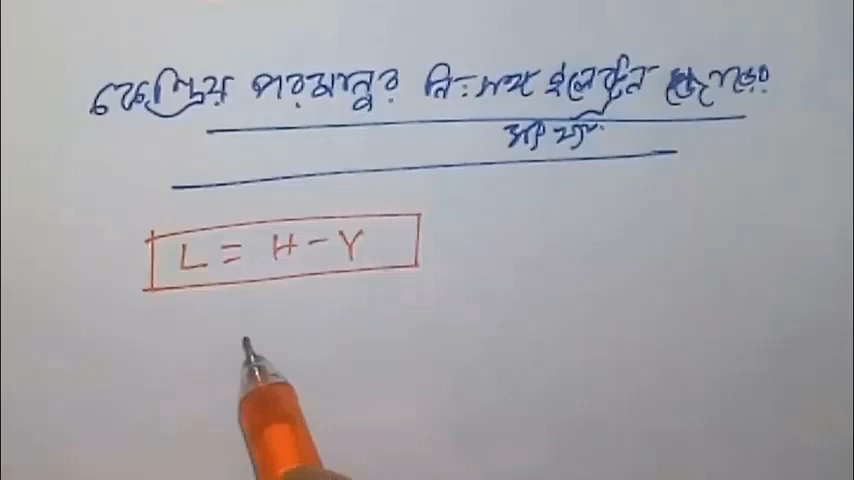 কেন্দ্রিয় পরমানুর নিঃসঙ্গ ইলেকট্রন জোড়ের
সংখ্যা:
L = H - Y